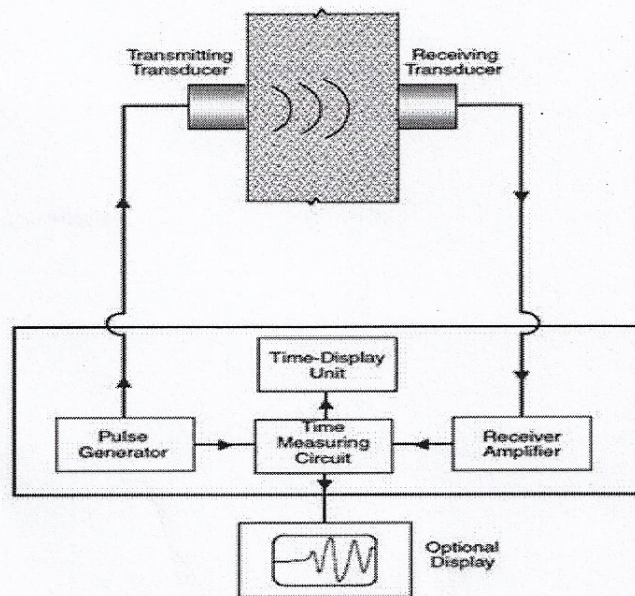 Transmitting
Transducer
Receiving
Transducer
Time-Display
Unit
Pulse
Generator
Time
Measuring
Circuit
Receiver
Amplifier
Optional
Display